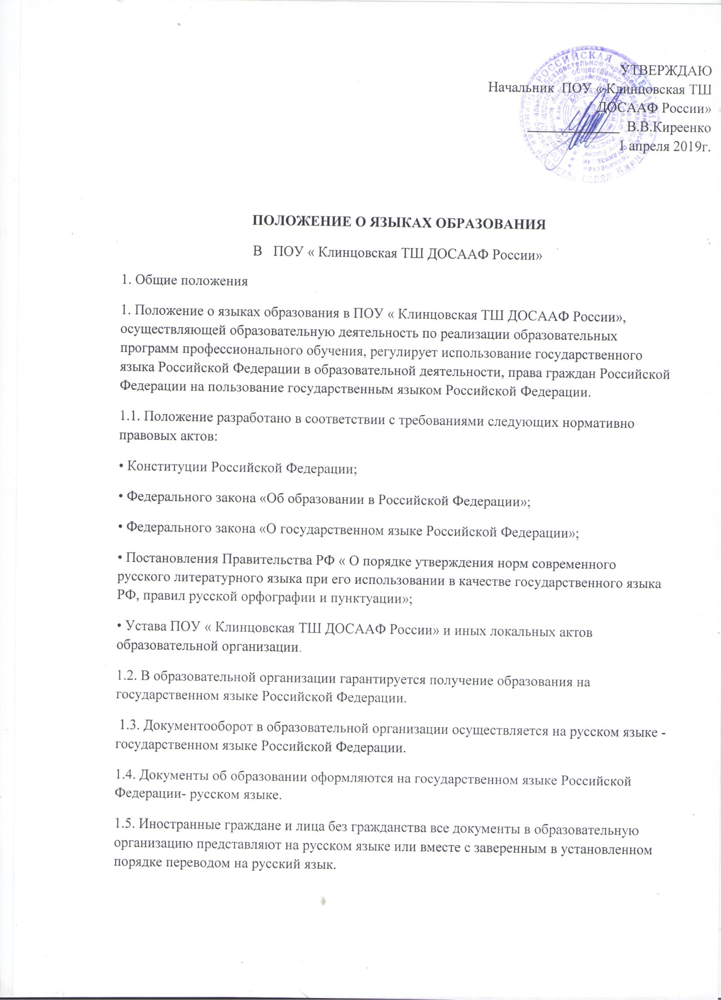 УТВЕРЖДАЮ
Начальник ПОУ « Клинцовская ТШ
ДОСААФ России»
_____________ В.В.Киреенко
1 апреля 2019г.
ПОЛОЖЕНИЕ О ЯЗЫКАХ ОБРАЗОВАНИЯ
В ПОУ « Клинцовская ТШ ДОСААФ России»
1. Общие положения
1. Положение о языках образования в ПОУ « Клинцовская ТШ ДОСААФ России»,
осуществляющей образовательную деятельность по реализации образовательных
программ профессионального обучения, регулирует использование государственного
языка Российской Федерации в образовательной деятельности, права граждан Российской
Федерации на пользование государственным языком Российской Федерации.
1.1. Положение разработано в соответствии с требованиями следующих нормативно
правовых актов:
• Конституции Российской Федерации;
• Федерального закона «Об образовании в Российской Федерации»;
• Федерального закона «О государственном языке Российской Федерации»;
• Постановления Правительства РФ « О порядке утверждения норм современного
русского литературного языка при его использовании в качестве государственного языка
РФ, правил русской орфографии и пунктуации»;
• Устава ПОУ « Клинцовская ТШ ДОСААФ России» и иных локальных актов
образовательной организации.
1.2. В образовательной организации гарантируется получение образования на
государственном языке Российской Федерации.
1.3. Документооборот в образовательной организации осуществляется на русском языке -
государственном языке Российской Федерации.
1.4. Документы об образовании оформляются на государственном языке Российской
Федерации- русском языке.
1.5. Иностранные граждане и лица без гражданства все документы в образовательную
организацию представляют на русском языке или вместе с заверенным в установленном
порядке переводом на русский язык.